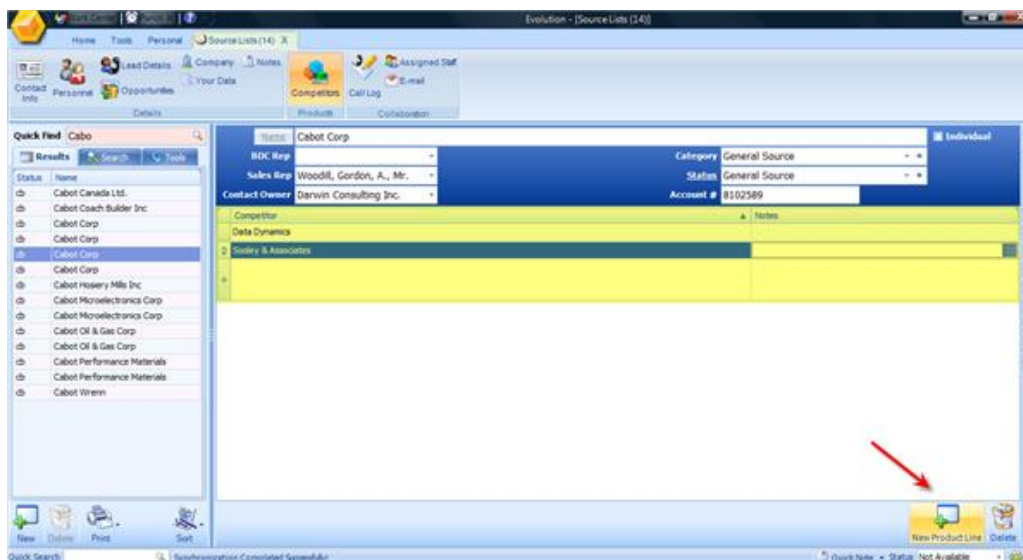 Evolution - [Source Lists (14)]
Home Tools Personal Source Lists (14) X
Contact Info
Personnel
Lead Details
Opportunities
Company
Notes
Your Data
Competitors
Call Log
Assigned Staff
E-mail
Details
Products
Collaboration
Quick Find Cabo
Results Search Tools
Status Name
Cabot Canada Ltd.
Cabot Coach Builder Inc
Cabot Corp
Cabot Corp
Cabot Corp
Cabot Corp
Cabot Hosiery Mills Inc
Cabot Microelectronics Corp
Cabot Microelectronics Corp
Cabot Oil & Gas Corp
Cabot Oil & Gas Corp
Cabot Performance Materials
Cabot Performance Materials
Cabot Wrenn
Name Cabot Corp Individual
BDC Rep Category General Source
Sales Rep Woodill, Gordon, A., Mr. Status General Source
Contact Owner Darwin Consulting Inc. Account # 8102589
Competitor Notes
Data Dynamics
Sooley & Associates
New Delete Print Sort
New Product Line Delete
Quick Search Synchronization Completed Successfully! Quick Note Status Not Available